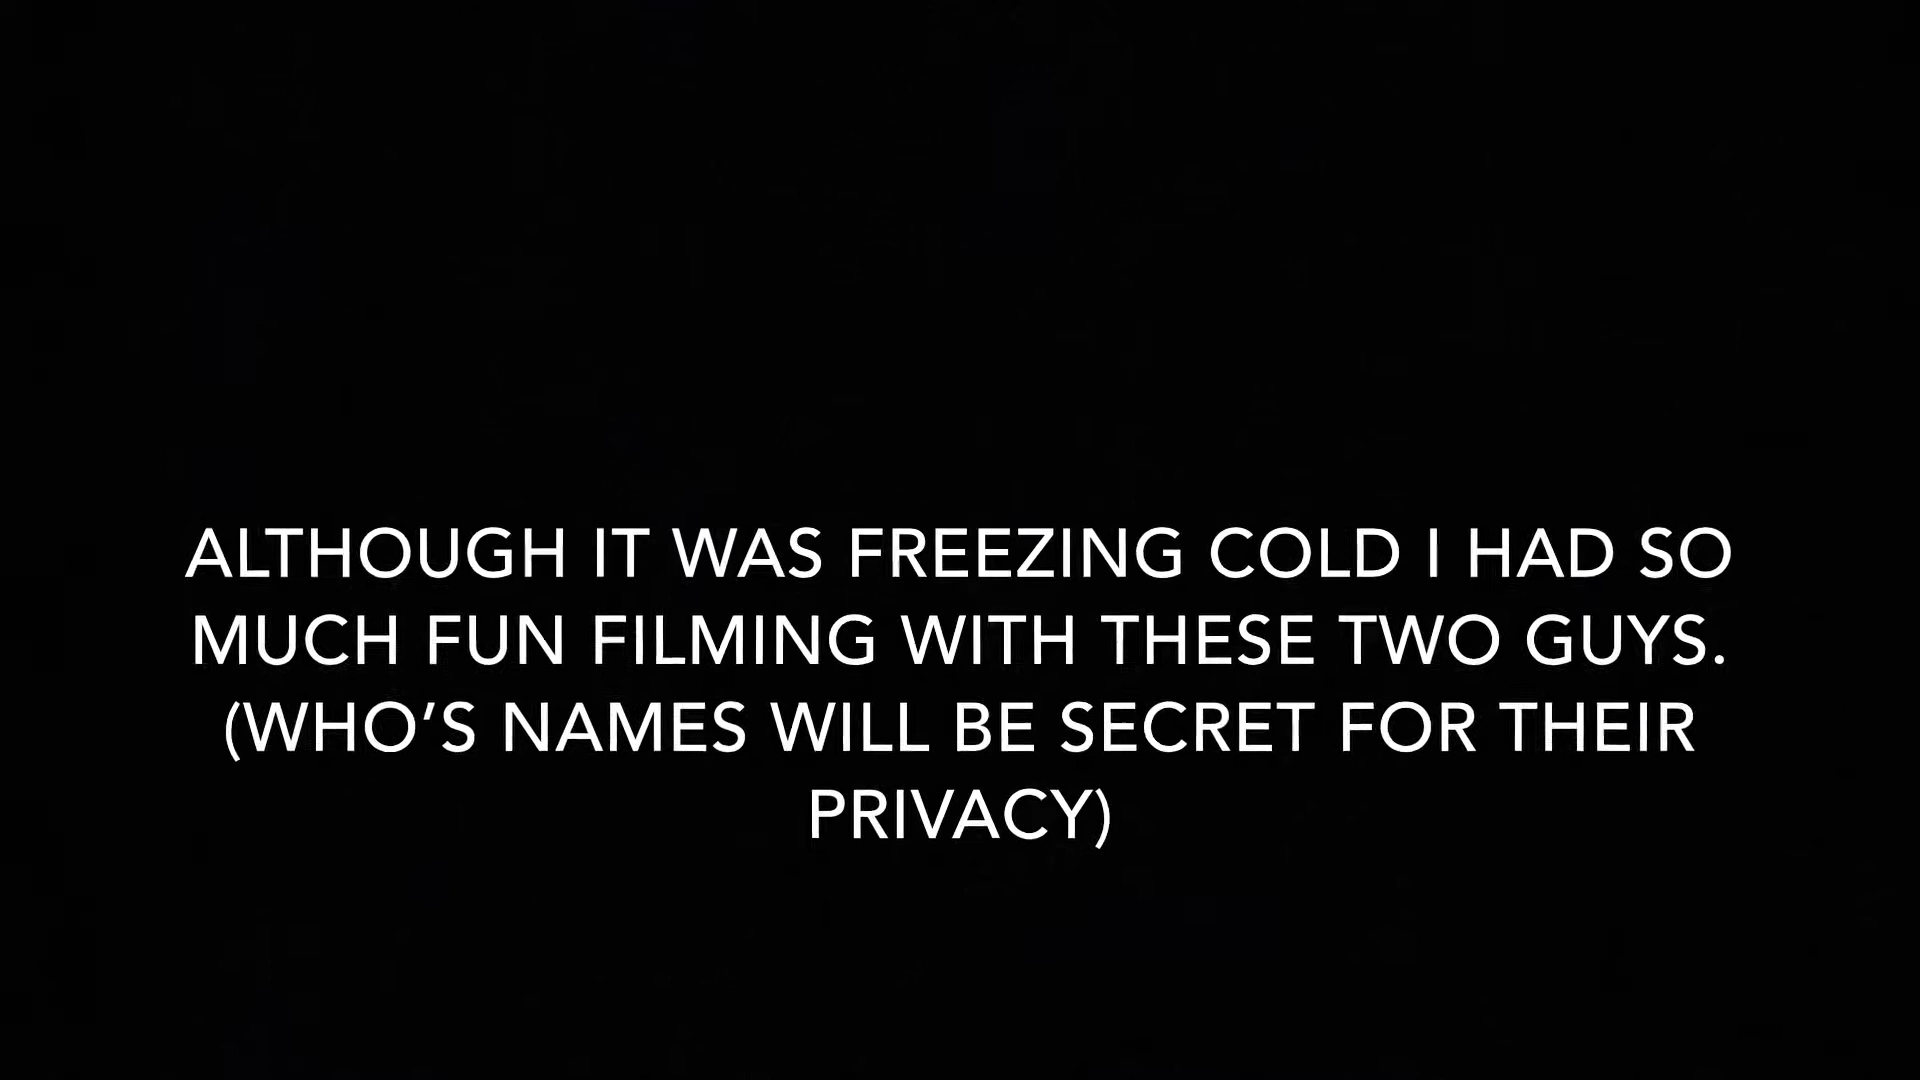 ALTHOUGH IT WAS FREEZING COLD I HAD SO
MUCH FUN FILMING WITH THESE TWO GUYS.
(WHO’S NAMES WILL BE SECRET FOR THEIR
PRIVACY)